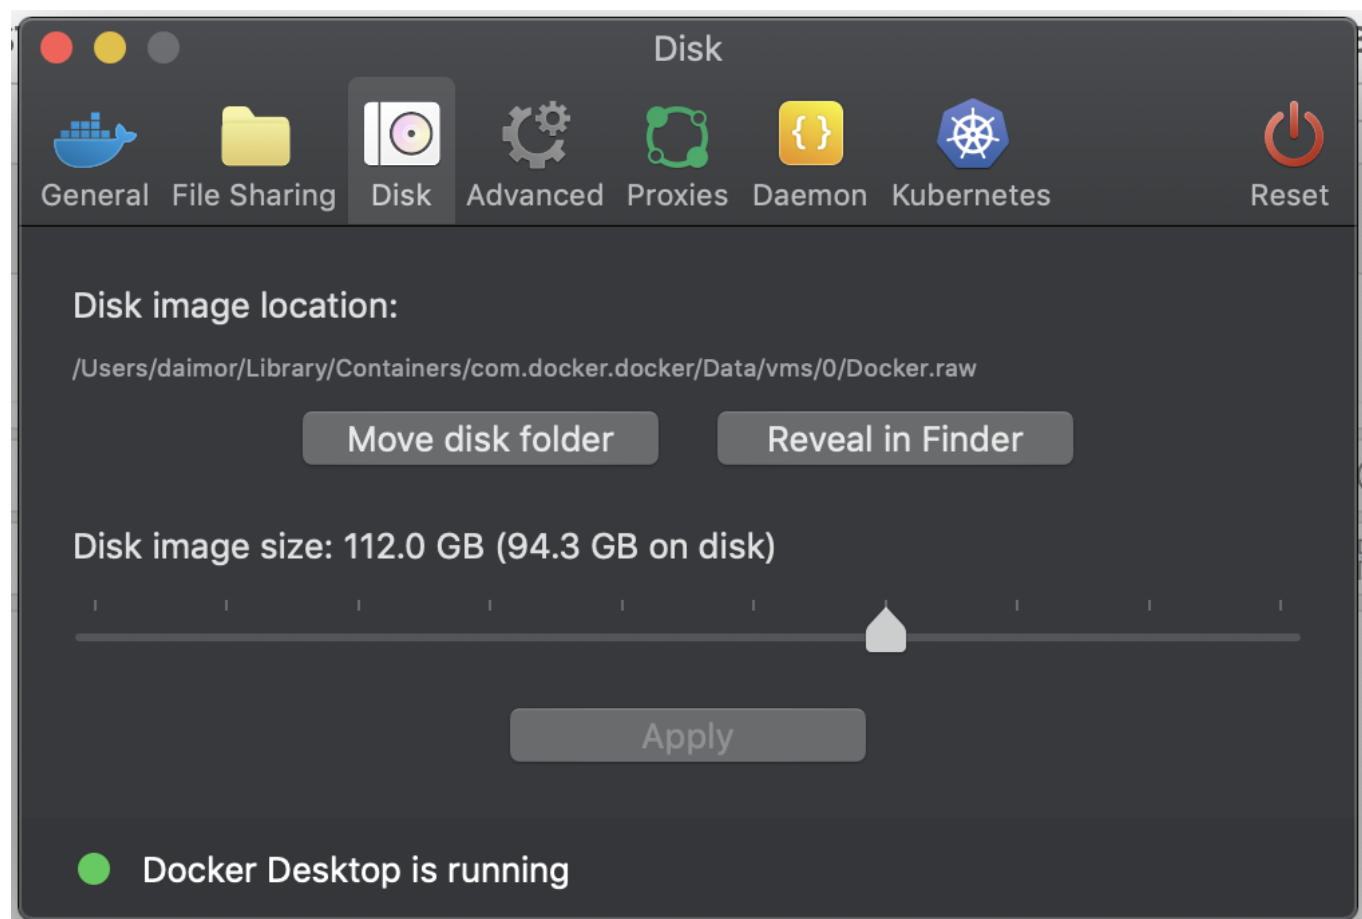 Disk
General File Sharing Disk Advanced Proxies Daemon Kubernetes Reset
Disk image location:
/Users/daimor/Library/Containers/com.docker.docker/Data/vms/0/Docker.raw
Move disk folder Reveal in Finder
Disk image size: 112.0 GB (94.3 GB on disk)
Apply
Docker Desktop is running